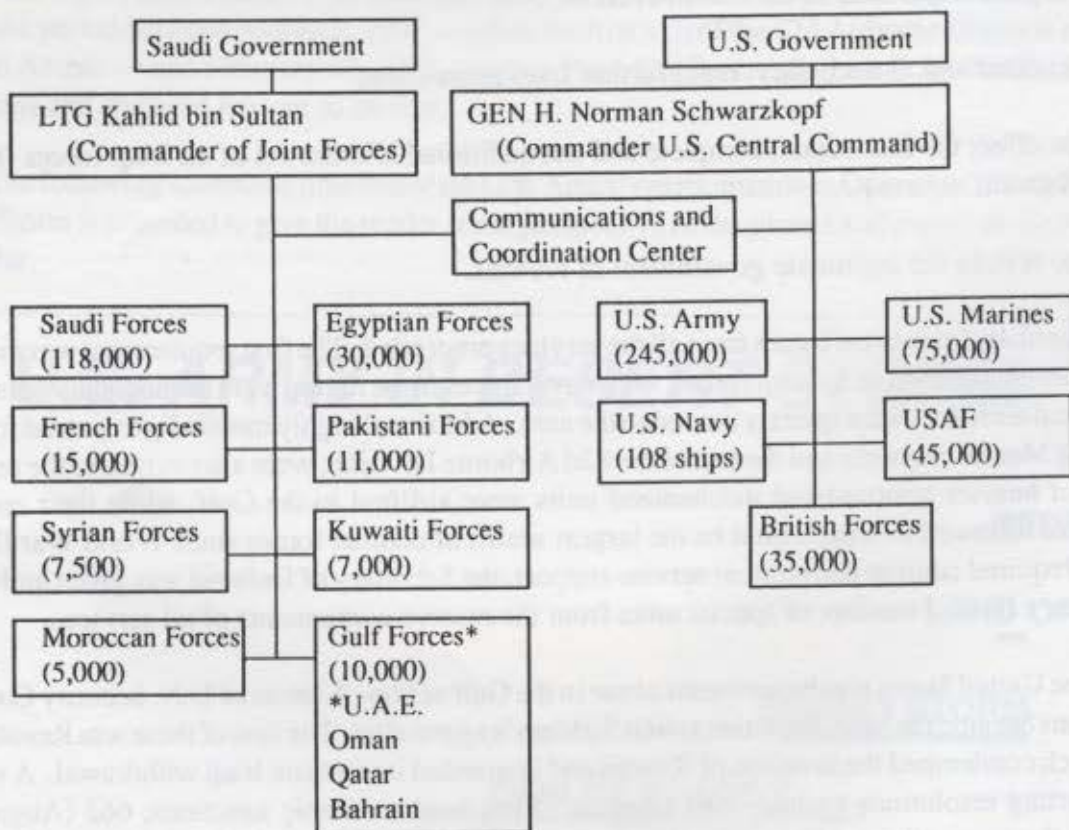 Saudi Government
U.S. Government
LTG Kahlid bin Sultan
(Commander of Joint Forces)
GEN H. Norman Schwarzkopf
(Commander U.S. Central Command)
Communications and
Coordination Center
Saudi Forces
(118,000)
Egyptian Forces
(30,000)
U.S. Army
(245,000)
U.S. Marines
(75,000)
French Forces
(15,000)
Pakistani Forces
(11,000)
U.S. Navy
(108 ships)
USAF
(45,000)
Syrian Forces
(7,500)
Kuwaiti Forces
(7,000)
British Forces
(35,000)
Moroccan Forces
(5,000)
Gulf Forces*
(10,000)
*U.A.E.
Oman
Qatar
Bahrain